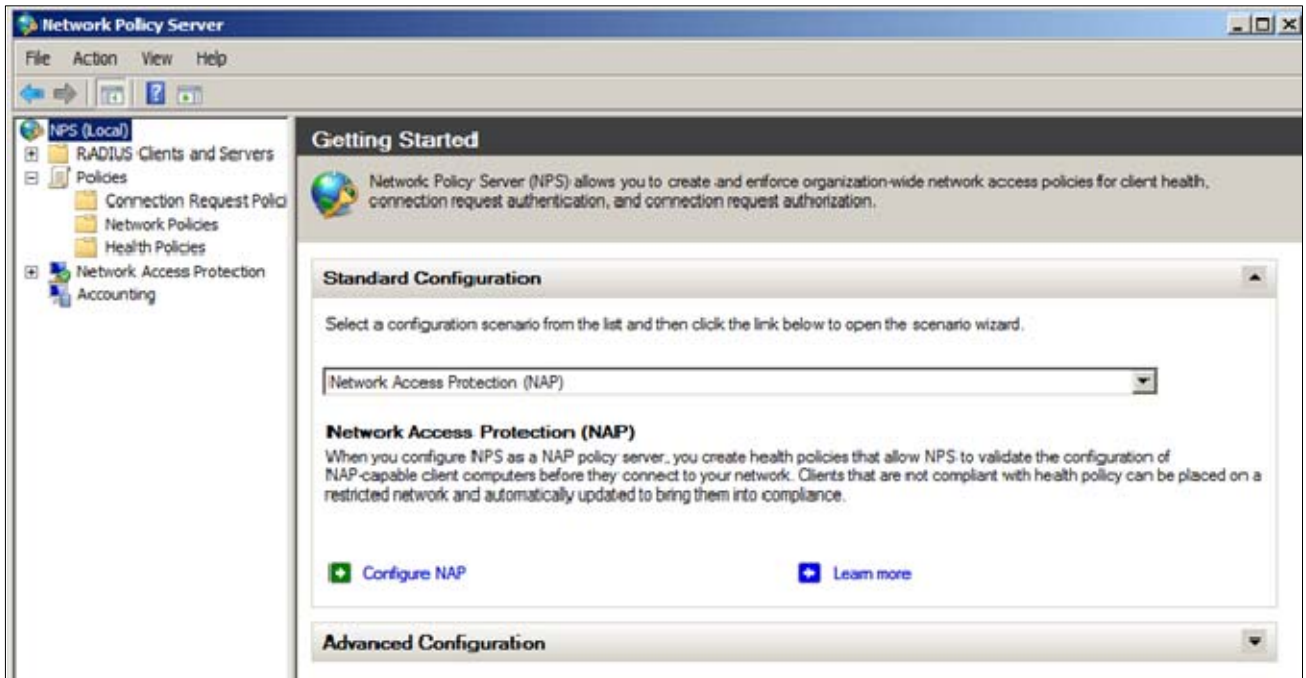 Network Policy Server
File Action View Help
NPS (Local)
RADIUS Clients and Servers
Policies
Connection Request Polici
Network Policies
Health Policies
Network Access Protection
Accounting
Getting Started
Network Policy Server (NPS) allows you to create and enforce organization-wide network access policies for client health,
connection request authentication, and connection request authorization.
Standard Configuration
Select a configuration scenario from the list and then click the link below to open the scenario wizard.
Network Access Protection (NAP)
Network Access Protection (NAP)
When you configure NPS as a NAP policy server, you create health policies that allow NPS to validate the configuration of
NAP-capable client computers before they connect to your network. Clients that are not compliant with health policy can be placed on a
restricted network and automatically updated to bring them into compliance.
Configure NAP
Learn more
Advanced Configuration